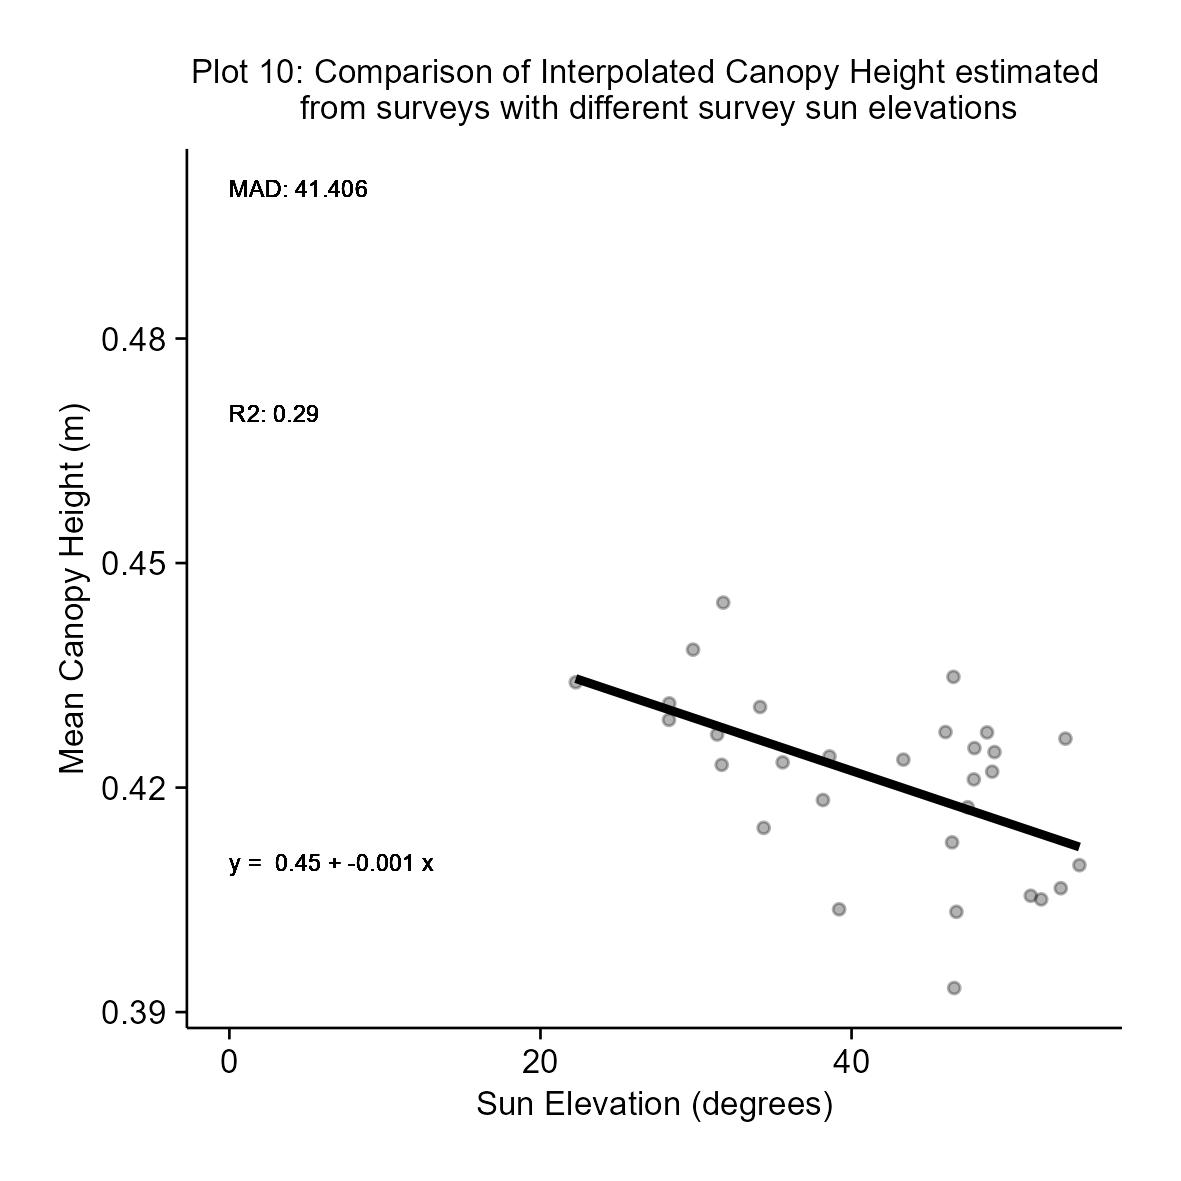 Plot 10: Comparison of Interpolated Canopy Height estimated
from surveys with different survey sun elevations
MAD: 41.406
0.48
R2: 0.29
0.45
Mean Canopy Height (m)
0.42
y =  0.45 + -0.001 x
0.39
0 20 40
Sun Elevation (degrees)